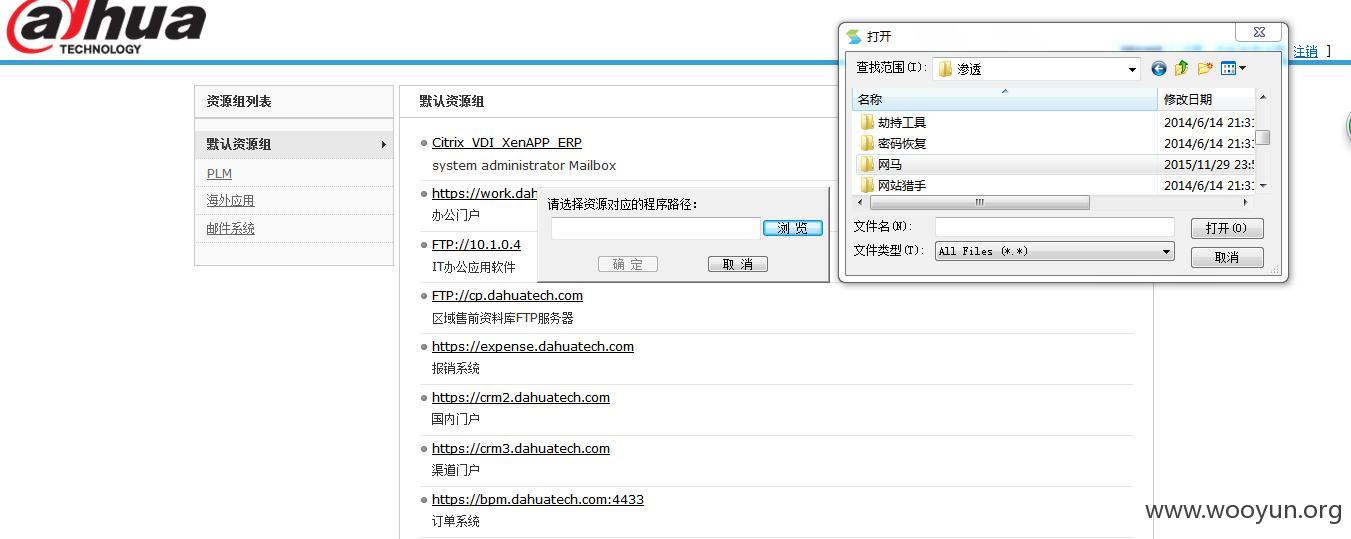 alhua
TECHNOLOGY
注销 ]
资源组列表
默认资源组
PLM
海外应用
邮件系统
默认资源组
Citrix_VDI_XenAPP_ERP
system administrator Mailbox
https://work.dah
办公门户
FTP://10.1.0.4
IT办公应用软件
FTP://cp.dahuatech.com
区域售前资料库FTP服务器
https://expense.dahuatech.com
报销系统
https://crm2.dahuatech.com
国内门户
https://crm3.dahuatech.com
渠道门户
https://bpm.dahuatech.com:4433
订单系统
请选择资源对应的程序路径:
浏 览
确 定
取 消
打开
查找范围(I):
渗透
名称
修改日期
劫持工具
2014/6/14 21:31
密码恢复
2014/6/14 21:31
网马
2015/11/29 23:5
网站猎手
2014/6/14 21:31
文件名(N):
打开(O)
文件类型(T):
All Files (*.*)
取消
www.wooyun.org